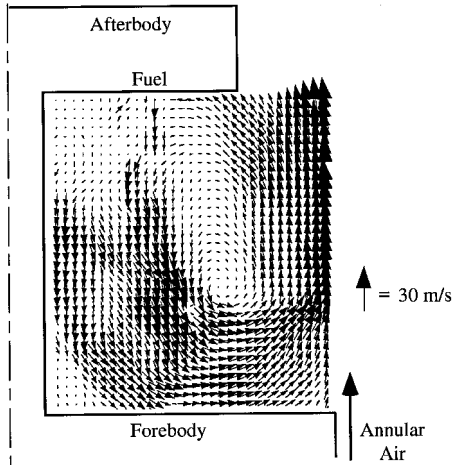 Afterbody
Fuel
= 30 m/s
Forebody
Annular
Air